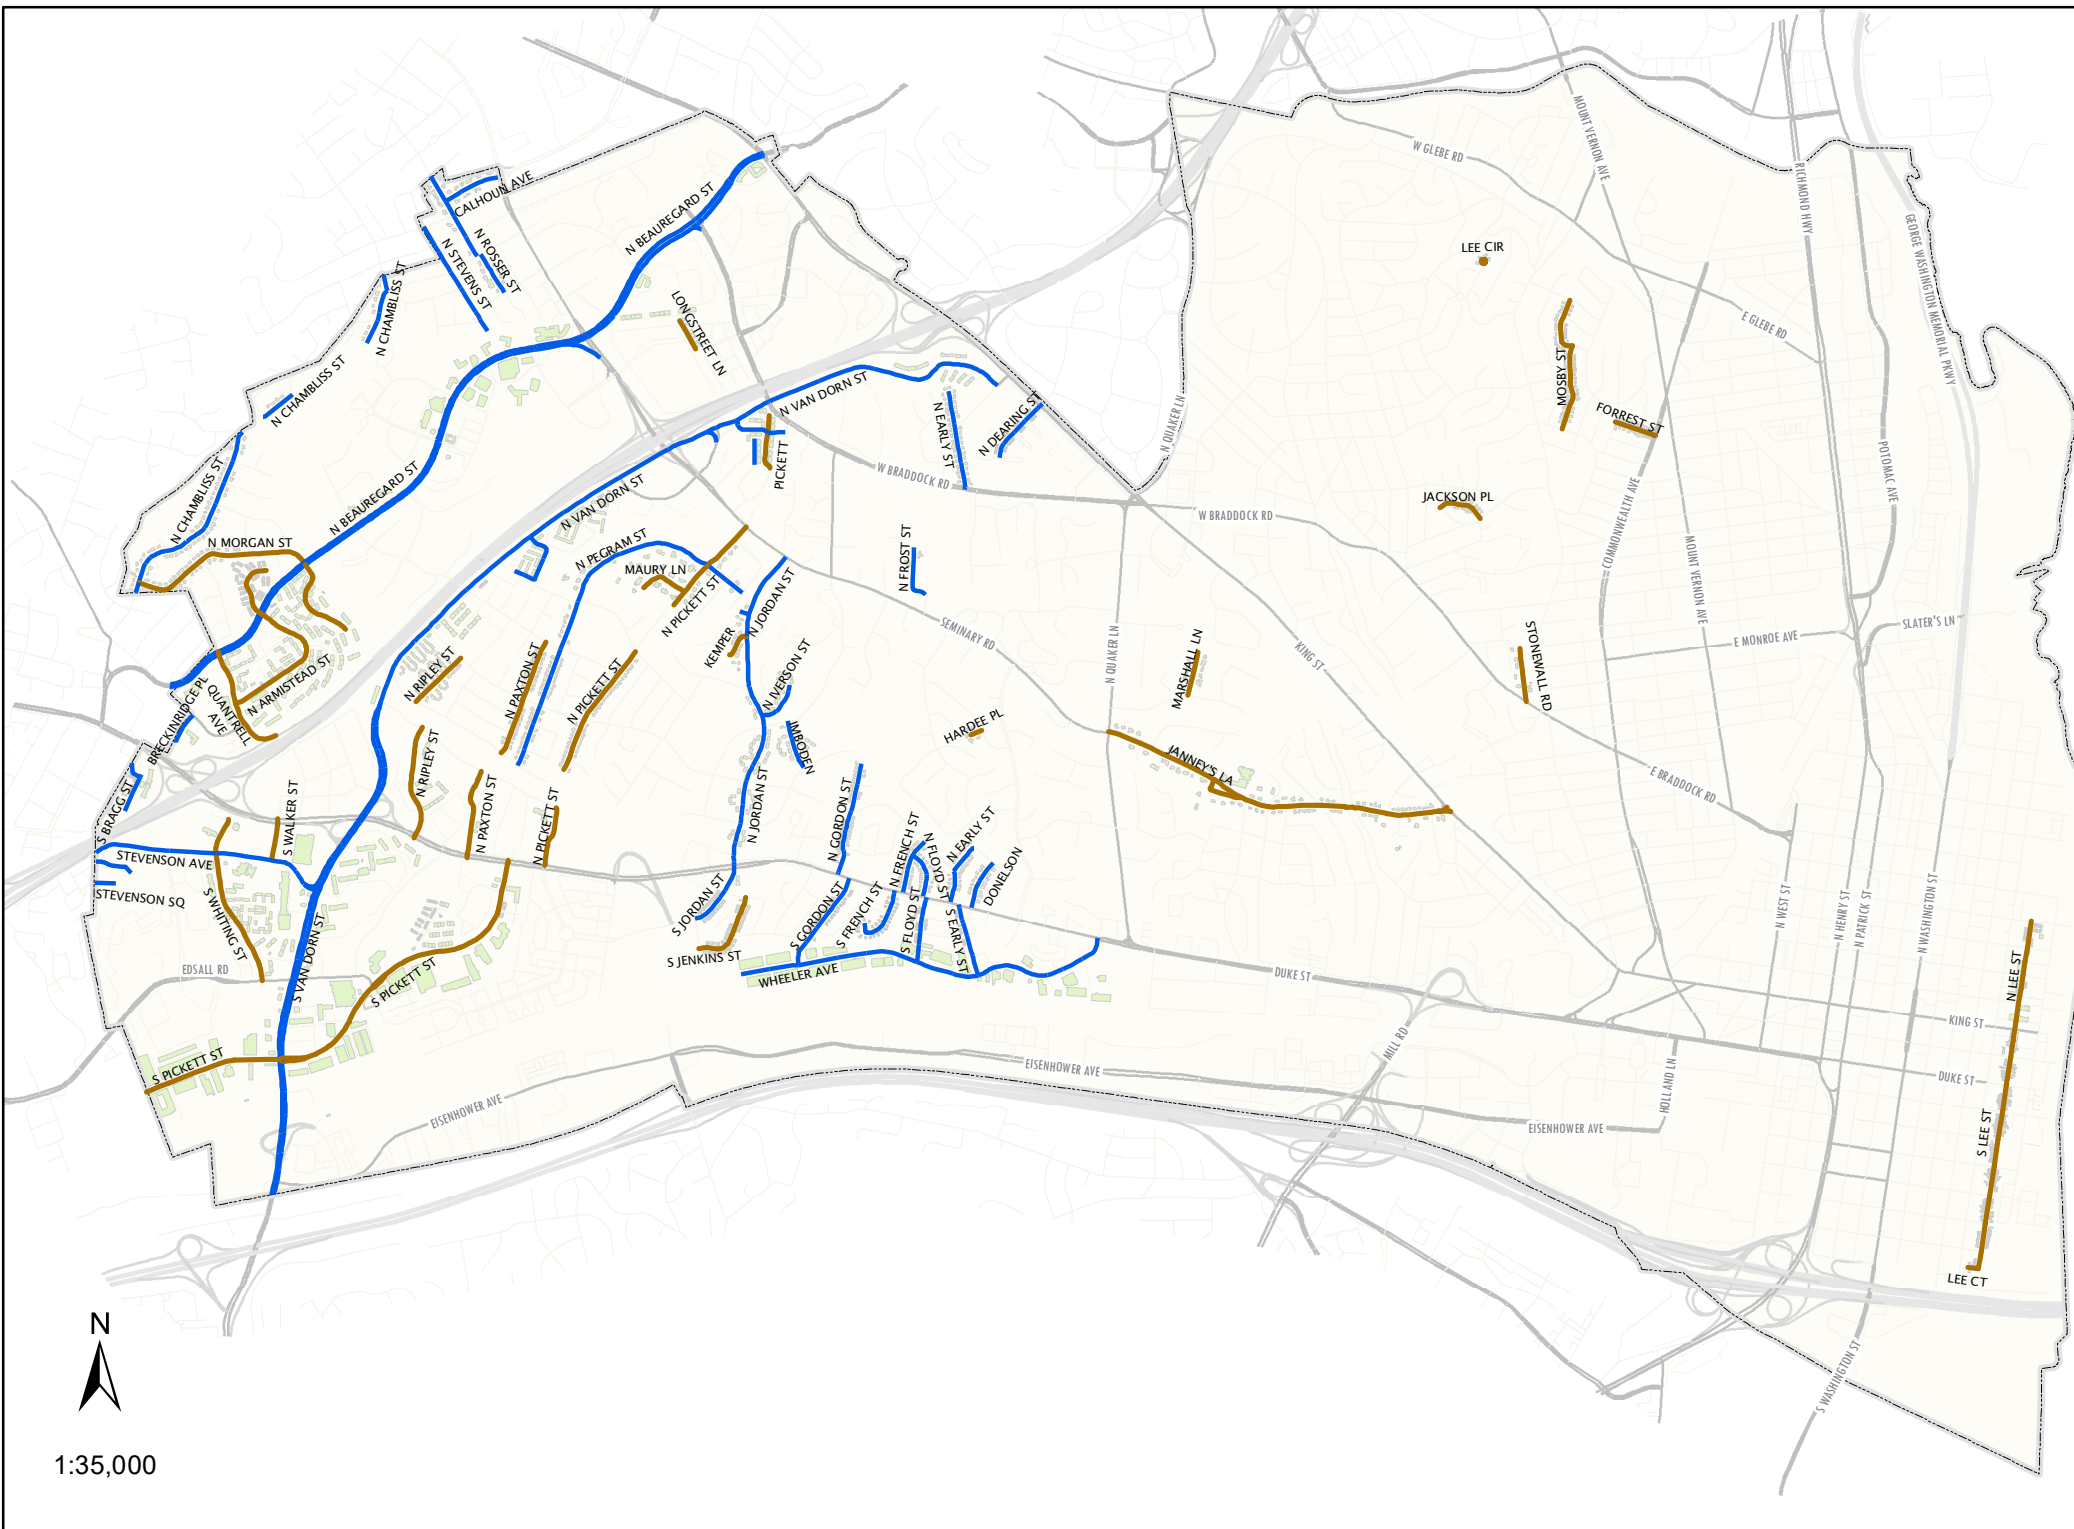 MOUNT VERNON AVE
W GLEBE RD
RICHMOND HWY
CALHOUN AVE
N BEAUREGARD ST
GEORGE WASHINGTON MEMORIAL PKWY
N ROSSER ST
N STEVENS ST
LEE CIR
N CHAMBLISS ST
LONGSTREET LN
E GLEBE RD
N CHAMBLISS ST
N VAN DORN ST
MOSBY ST
N QUAKER LN
N EARLY ST
N DEARING ST
FORREST ST
PICKETT
W BRADDOCK RD
POTOMAC AVE
N CHAMBLISS ST
N BEAUREGARD ST
N VAN DORN ST
JACKSON PL
W BRADDOCK RD
COMMONWEALTH AVE
N MORGAN ST
N PEGRAM ST
N FROST ST
MAURY LN
MOUNT VERNON AVE
N PICKETT ST
N JORDAN ST
SEMINARY RD
SLATER'S LN
E MONROE AVE
KEMPER
N QUAKER LN
KING ST
MARSHALL LN
STONEWALL RD
N RIPLEY ST
N PAXTON ST
N PICKETT ST
N IVERSON ST
N ARMISTEAD ST
QUANTRELL
AVE
BRECKINRIDGE PL
HARDEE PL
IMBODEN
JANNEY'S LA
E BRADDOCK RD
N RIPLEY ST
S BRAGG ST
S WALKER ST
N PAXTON ST
N PICKETT ST
N JORDAN ST
N GORDON ST
N FRENCH ST
N FLOYD ST
N EARLY ST
DONELSON
STEVENSON AVE
STEVENSON SQ
S WHITING ST
S JORDAN ST
S GORDON ST
S FRENCH ST
S FLOYD ST
S EARLY ST
N WEST ST
N HENRY ST
N PATRICK ST
N WASHINGTON ST
S VAN DORN ST
EDSALL RD
S PICKETT ST
S JENKINS ST
WHEELER AVE
DUKE ST
N LEE ST
KING ST
MILL RD
S PICKETT ST
EISENHOWER AVE
HOLLAND LN
DUKE ST
EISENHOWER AVE
EISENHOWER AVE
S LEE ST
LEE CT
N
S WASHINGTON ST
1:35,000